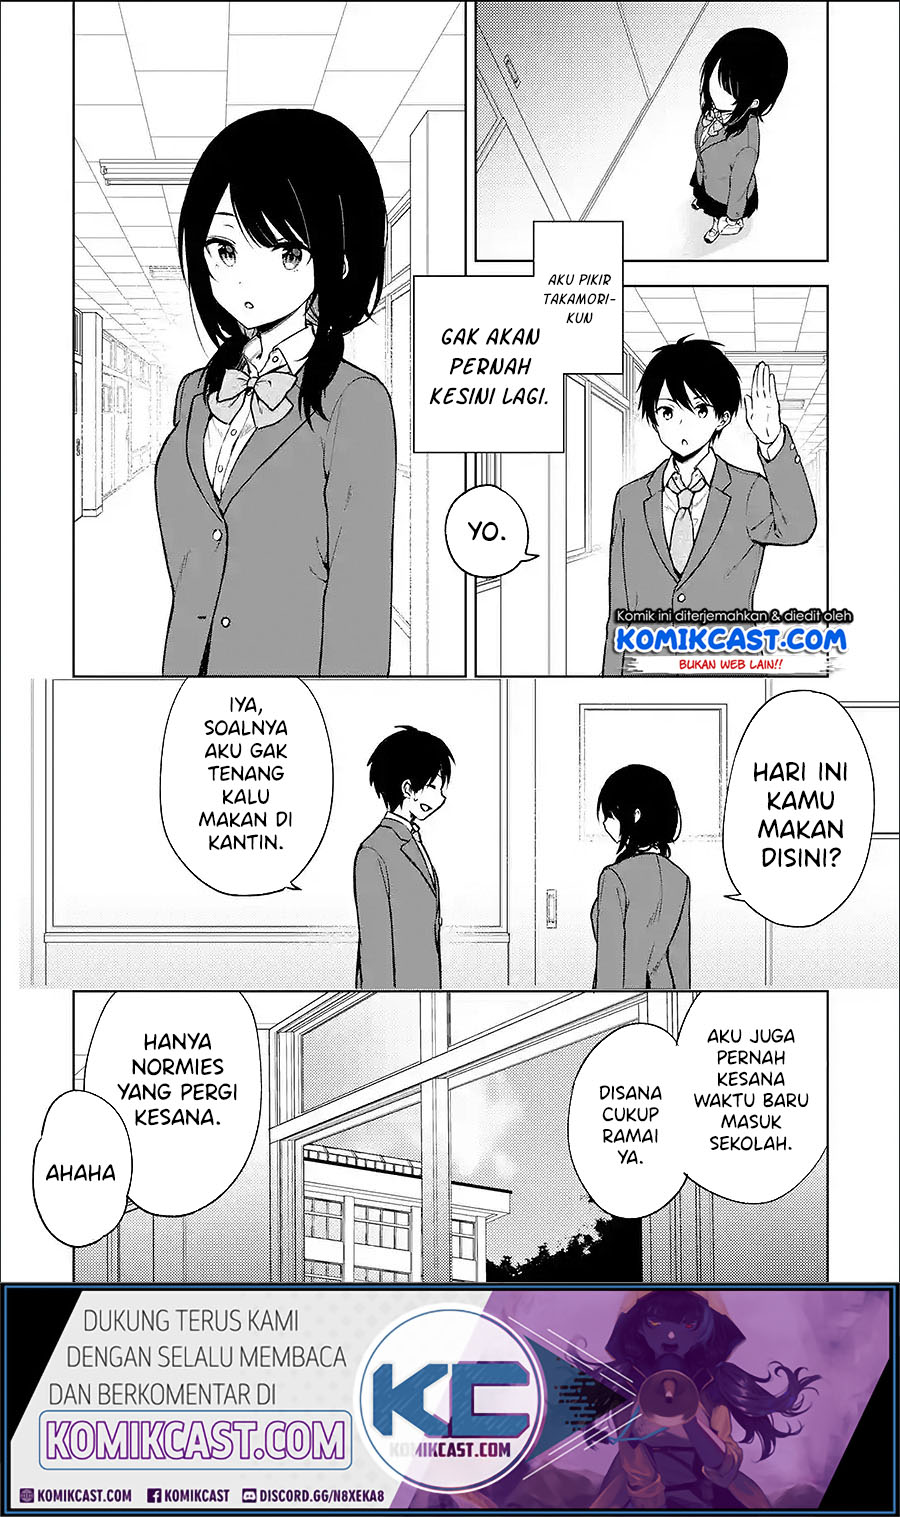 AKU PIKIR
TAKAMORI-
KUN
GAK AKAN
PERNAH
KESINI LAGI.
YO.
Komik ini diterjemahkan & diedit oleh
KOMIKCAST.COM
BUKAN WEB LAIN!!
HARI INI
KAMU
MAKAN
DISINI?
IYA,
SOALNYA
AKU GAK
TENANG
KALU
MAKAN DI
KANTIN.
AKU JUGA
PERNAH
KESANA
WAKTU BARU
MASUK
SEKOLAH.
DISANA
CUKUP
RAMAI
YA.
HANYA
NORMIES
YANG PERGI
KESANA.
AHAHA
DUKUNG TERUS KAMI
DENGAN SELALU MEMBACA
DAN BERKOMENTAR DI
KOMIKCAST.COM
KC
KOMIKCAST.COM
KOMIKCAST.COM KOMIKCAST DISCORD.GG/N8XEKA8